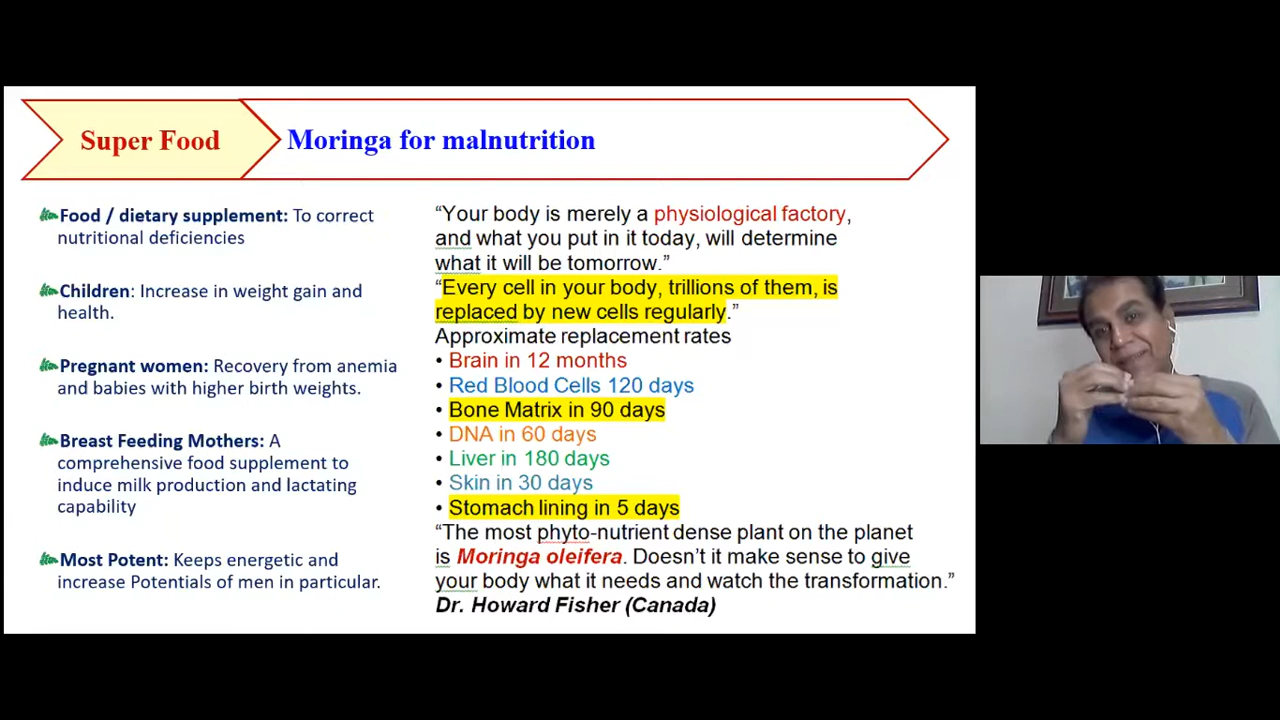 Super Food
Moringa for malnutrition
Food / dietary supplement: To correct
nutritional deficiencies
Children: Increase in weight gain and
health.
Pregnant women: Recovery from anemia
and babies with higher birth weights.
Breast Feeding Mothers: A
comprehensive food supplement to
induce milk production and lactating
capability
Most Potent: Keeps energetic and
increase Potentials of men in particular.
“Your body is merely a physiological factory,
and what you put in it today, will determine
what it will be tomorrow.”
“Every cell in your body, trillions of them, is
replaced by new cells regularly.”
Approximate replacement rates
• Brain in 12 months
• Red Blood Cells 120 days
• Bone Matrix in 90 days
• DNA in 60 days
• Liver in 180 days
• Skin in 30 days
• Stomach lining in 5 days
“The most phyto-nutrient dense plant on the planet
is Moringa oleifera. Doesn’t it make sense to give
your body what it needs and watch the transformation.”
Dr. Howard Fisher (Canada)